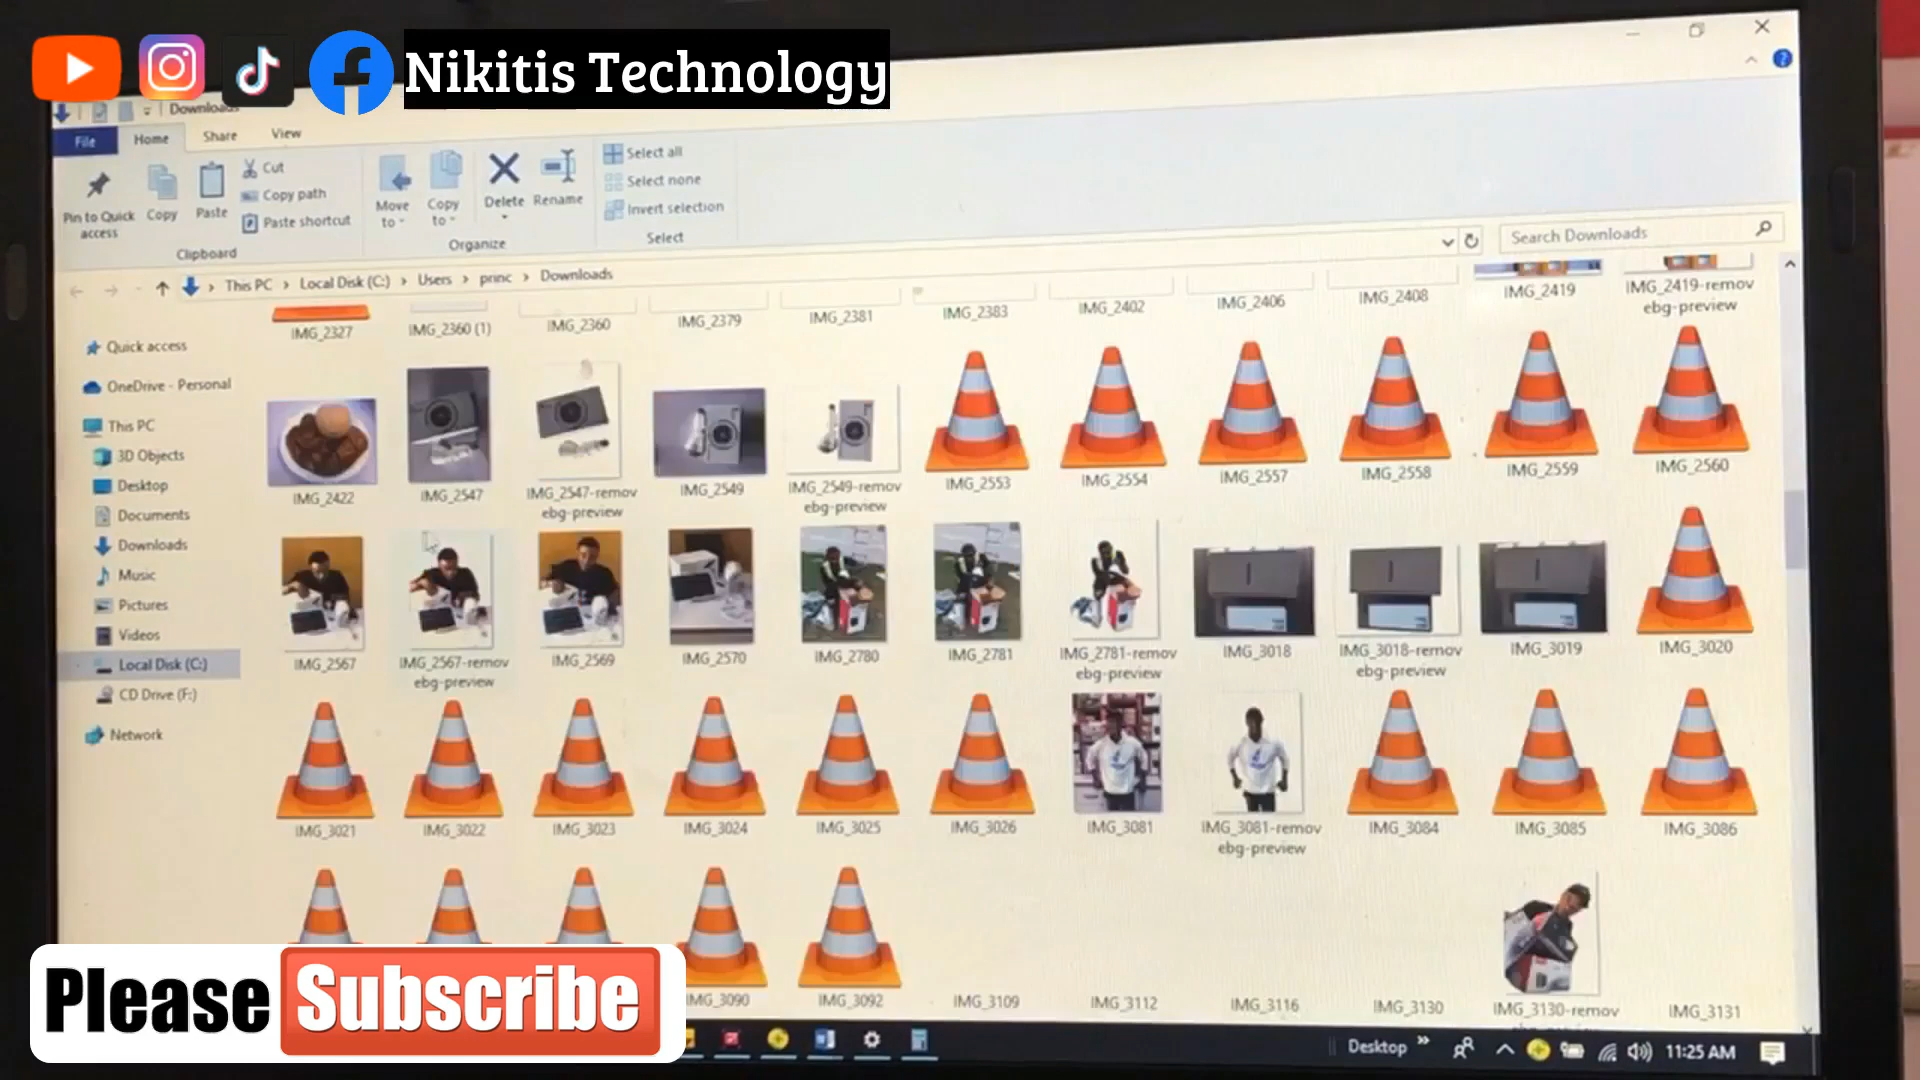 Nikitis Technology
Downloads
File Home Share View
Pin to Quick access
Copy
Paste
Cut
Copy path
Paste shortcut
Clipboard
Move to
Copy to
Delete
Rename
Organize
Select all
Select none
Invert selection
Select
This PC > Local Disk (C:) > Users > princ > Downloads
Search Downloads
Quick access
OneDrive - Personal
This PC
3D Objects
Desktop
Documents
Downloads
Music
Pictures
Videos
Local Disk (C:)
CD Drive (F:)
Network
IMG_2327
IMG_2360 (1)
IMG_2360
IMG_2379
IMG_2381
IMG_2383
IMG_2402
IMG_2406
IMG_2408
IMG_2419
IMG_2419-remov
ebg-preview
IMG_2422
IMG_2547
IMG_2547-remov
ebg-preview
IMG_2549
IMG_2549-remov
ebg-preview
IMG_2553
IMG_2554
IMG_2557
IMG_2558
IMG_2559
IMG_2560
IMG_2567
IMG_2567-remov
ebg-preview
IMG_2569
IMG_2570
IMG_2780
IMG_2781
IMG_2781-remov
ebg-preview
IMG_3018
IMG_3018-remov
ebg-preview
IMG_3019
IMG_3020
IMG_3021
IMG_3022
IMG_3023
IMG_3024
IMG_3025
IMG_3026
IMG_3081
IMG_3081-remov
ebg-preview
IMG_3084
IMG_3085
IMG_3086
IMG_3090
IMG_3092
IMG_3109
IMG_3112
IMG_3116
IMG_3130
IMG_3130-remov
IMG_3131
Please Subscribe
Desktop
11:25 AM